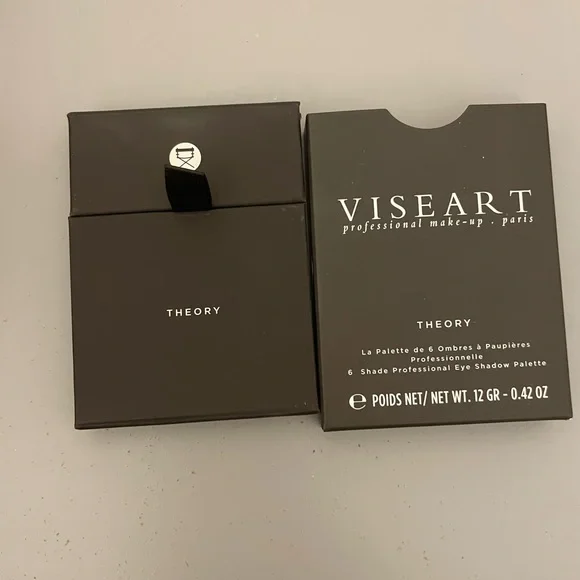 THEORY
VISEART
professional make-up . paris
THEORY
La Palette de 6 Ombres à Paupières
Professionnelle
6 Shade Professional Eye Shadow Palette
℮ POIDS NET/ NET WT. 12 GR - 0.42 OZ